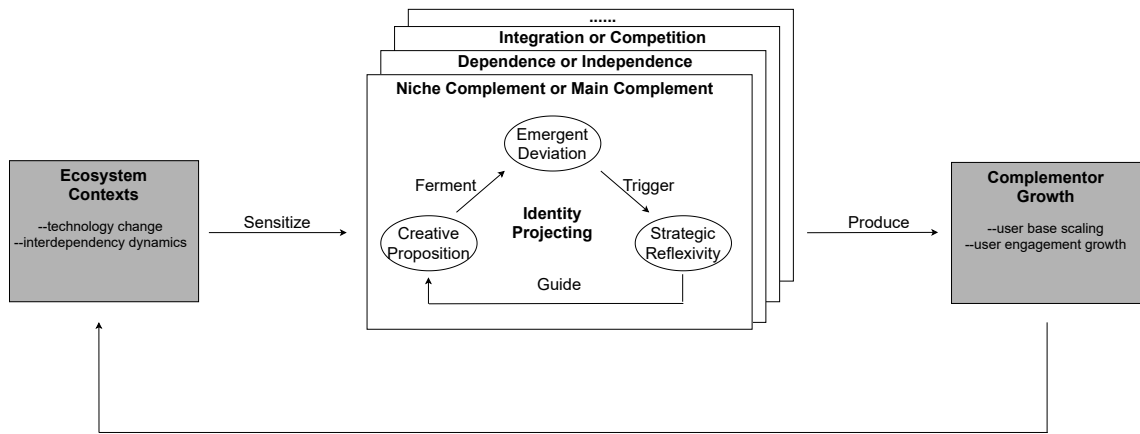 ......
Integration or Competition
Dependence or Independence
Niche Complement or Main Complement
Emergent
Deviation
Ferment
Trigger
Identity
Projecting
Creative
Proposition
Strategic
Reflexivity
Guide
Ecosystem
Contexts
--technology change
--interdependency dynamics
Sensitize
Produce
Complementor
Growth
--user base scaling
--user engagement growth